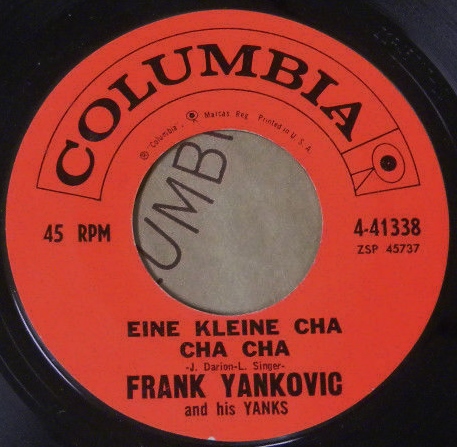 COLUMBIA
® "Columbia", Marcas Reg. Printed in U. S. A.
UMBI
45 RPM
4-41338
ZSP 45737
EINE KLEINE CHA
CHA CHA
-J. Darion-L. Singer-
FRANK YANKOVIC
and his YANKS